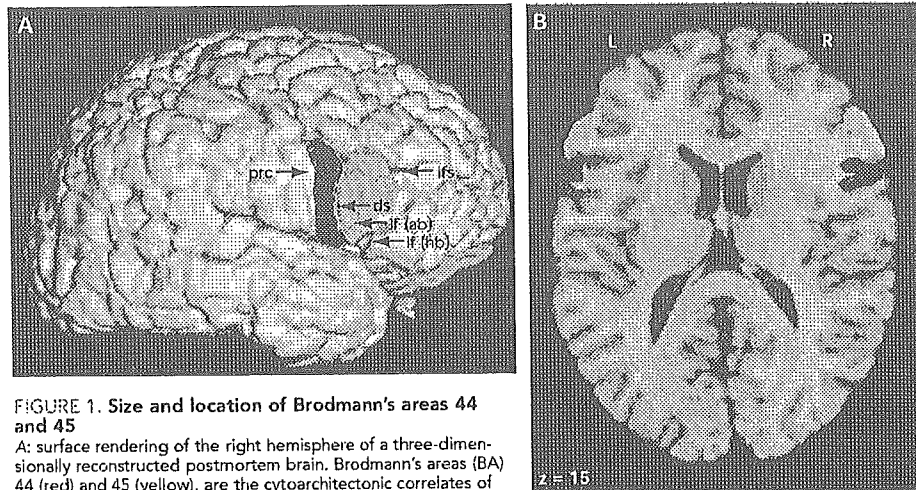 A
prc
ifs
ds
lf (ab)
lf (hb)
B
L
R
z = 15
FIGURE 1. Size and location of Brodmann's areas 44
and 45
A: surface rendering of the right hemisphere of a three-dimen-
sionally reconstructed postmortem brain. Brodmann's areas (BA)
44 (red) and 45 (yellow), are the cytoarchitectonic correlates of